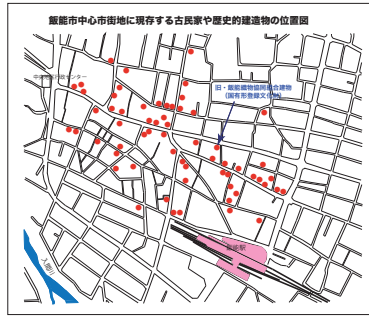 飯能市中心市街地に現存する古民家や歴史的建造物の位置図
旧・飯能織物協同組合建物
(国有形登録文化財)
飯能駅
入間川